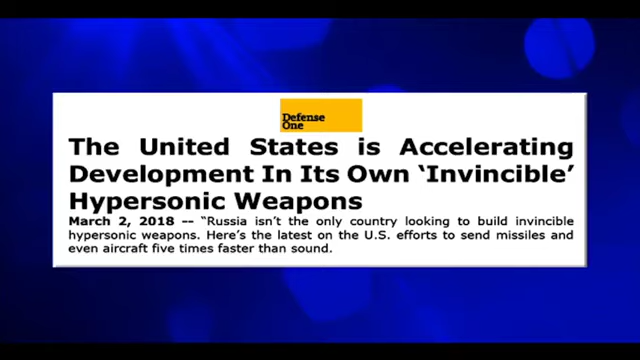 Defense
One
The United States is Accelerating
Development In Its Own ‘Invincible’
Hypersonic Weapons
March 2, 2018 -- “Russia isn’t the only country looking to build invincible
hypersonic weapons. Here’s the latest on the U.S. efforts to send missiles and
even aircraft five times faster than sound.